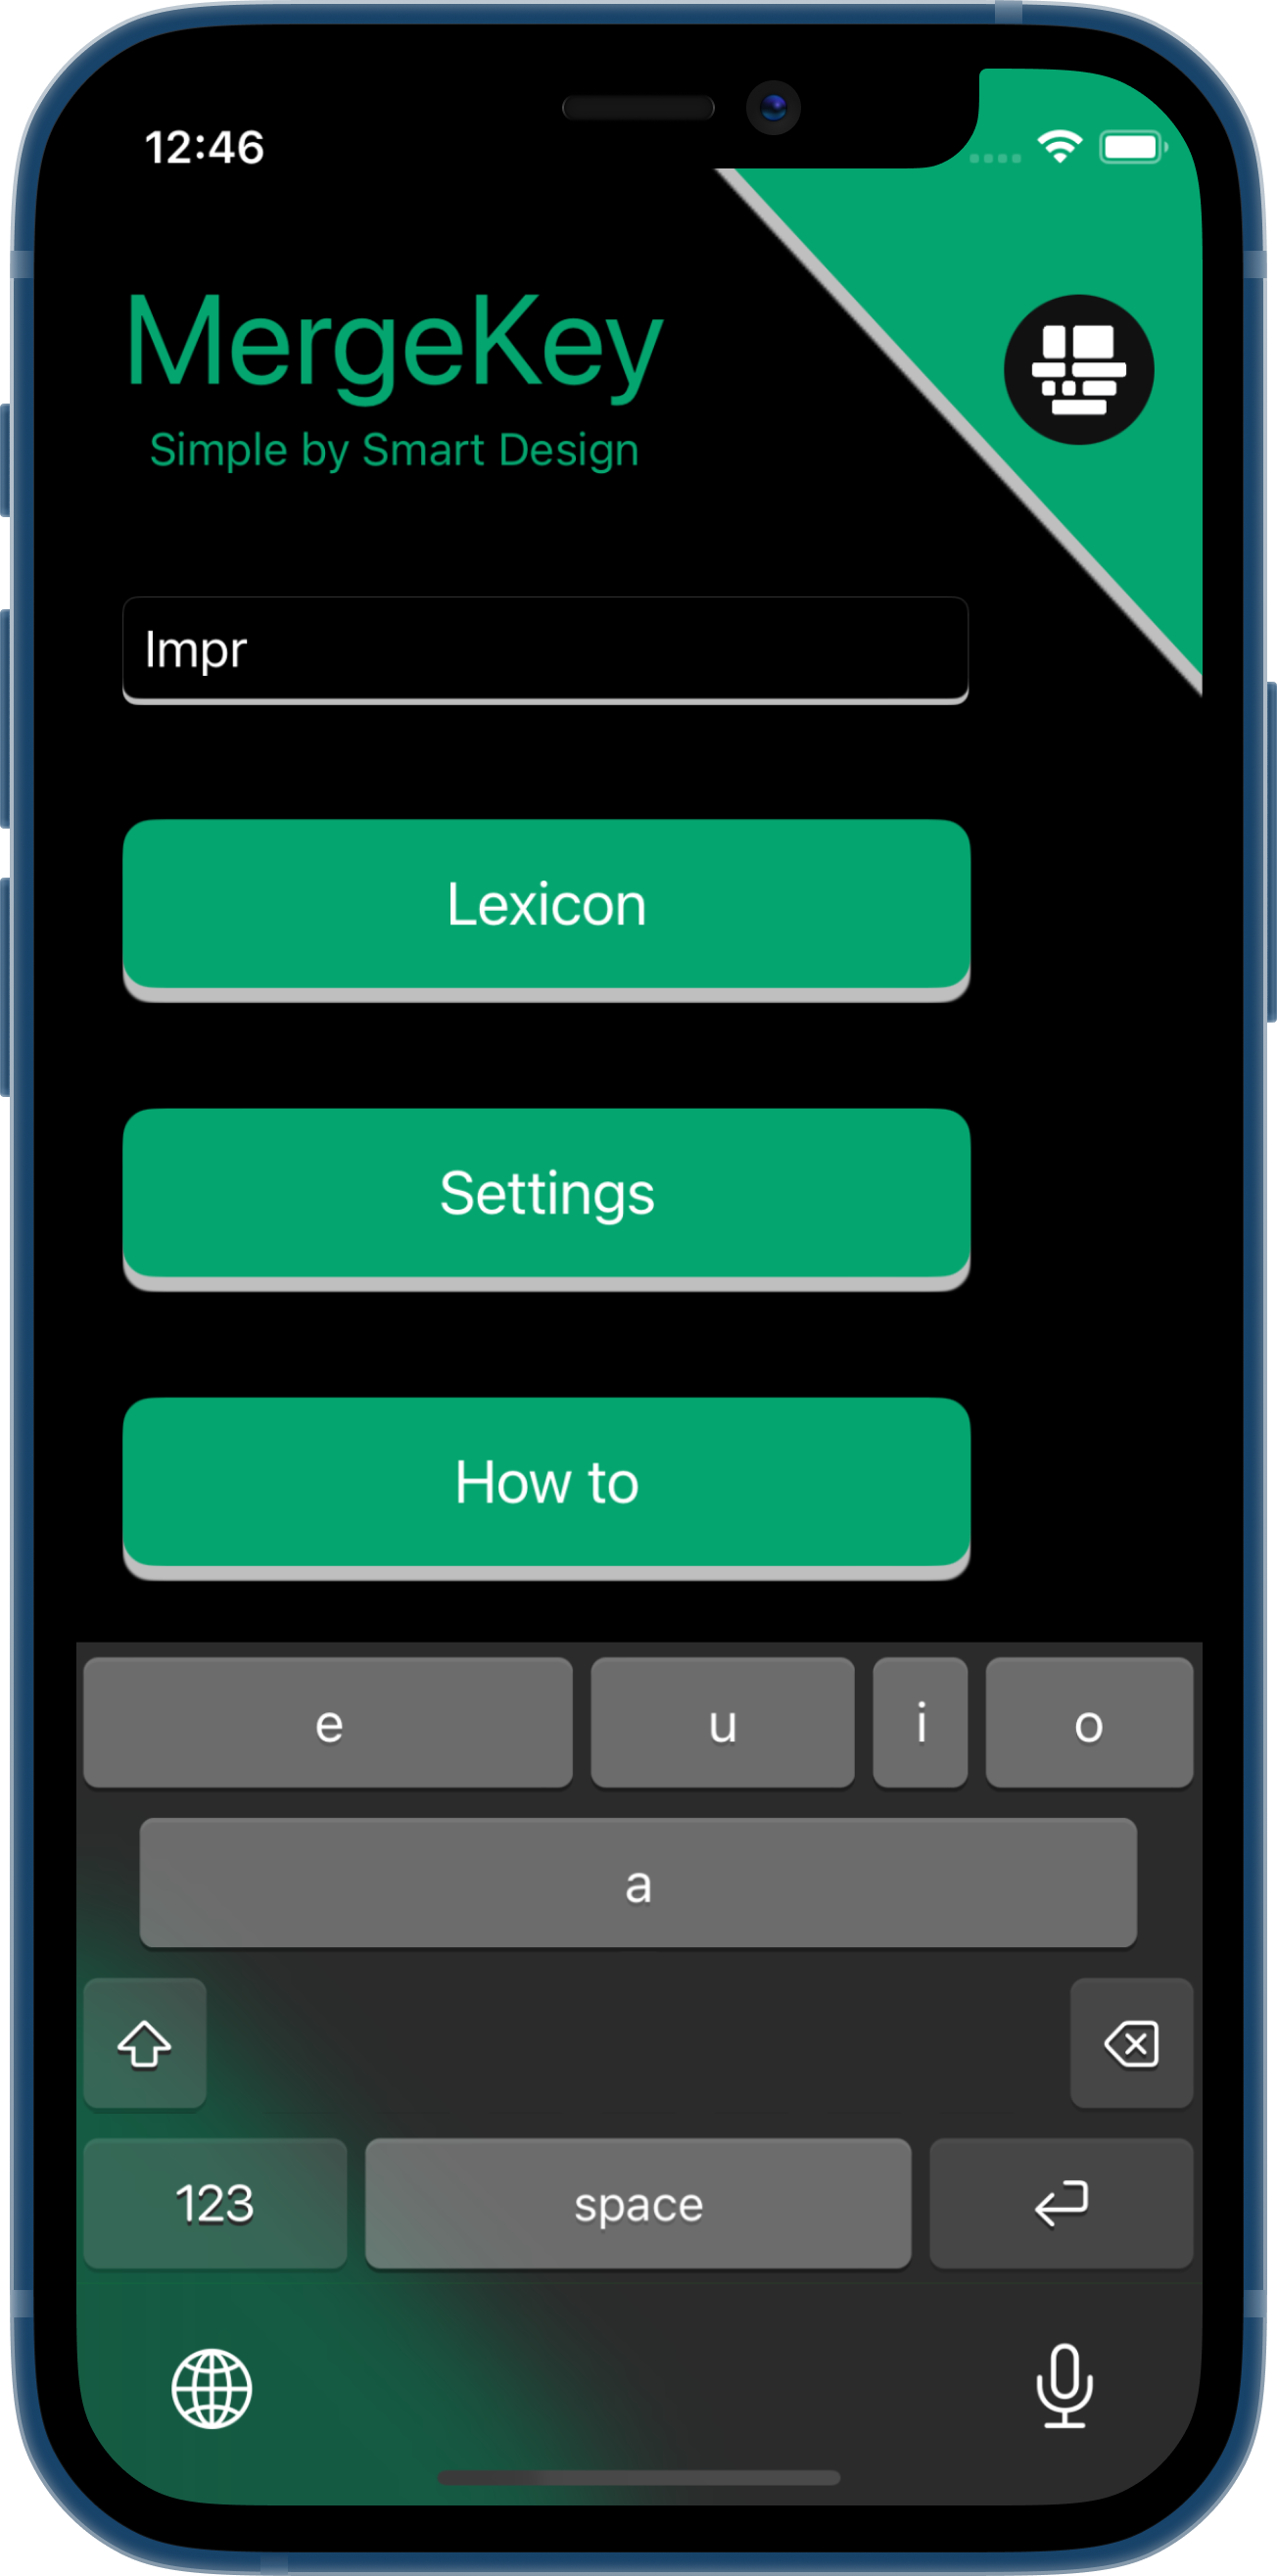 12:46
MergeKey
Simple by Smart Design
Impr
Lexicon
Settings
How to
e u i o
a
123 space